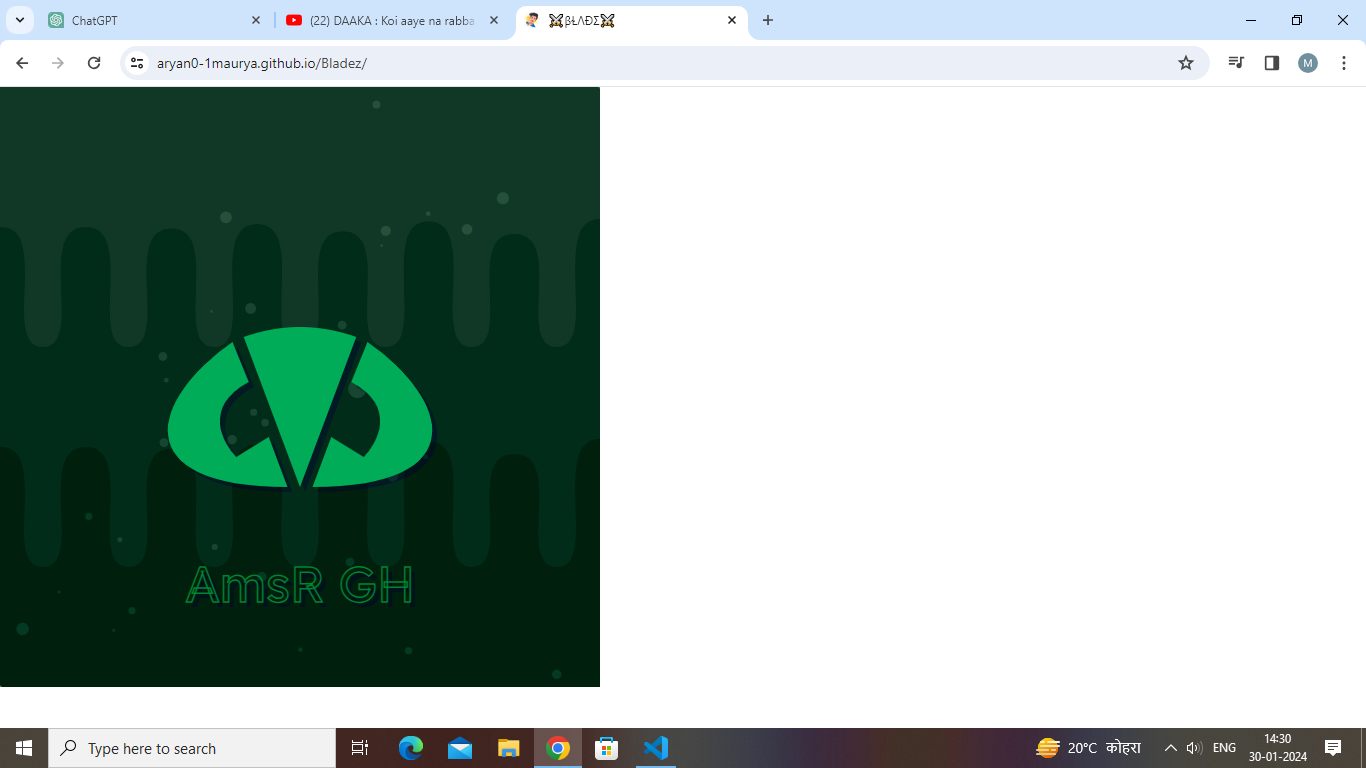 ChatGPT
(22) DAAKA : Koi aaye na rabba
βŁΛÐΣ
aryan0-1maurya.github.io/Bladez/
M
AmsR GH
Type here to search
20°C कोहरा
ENG
14:30
30-01-2024